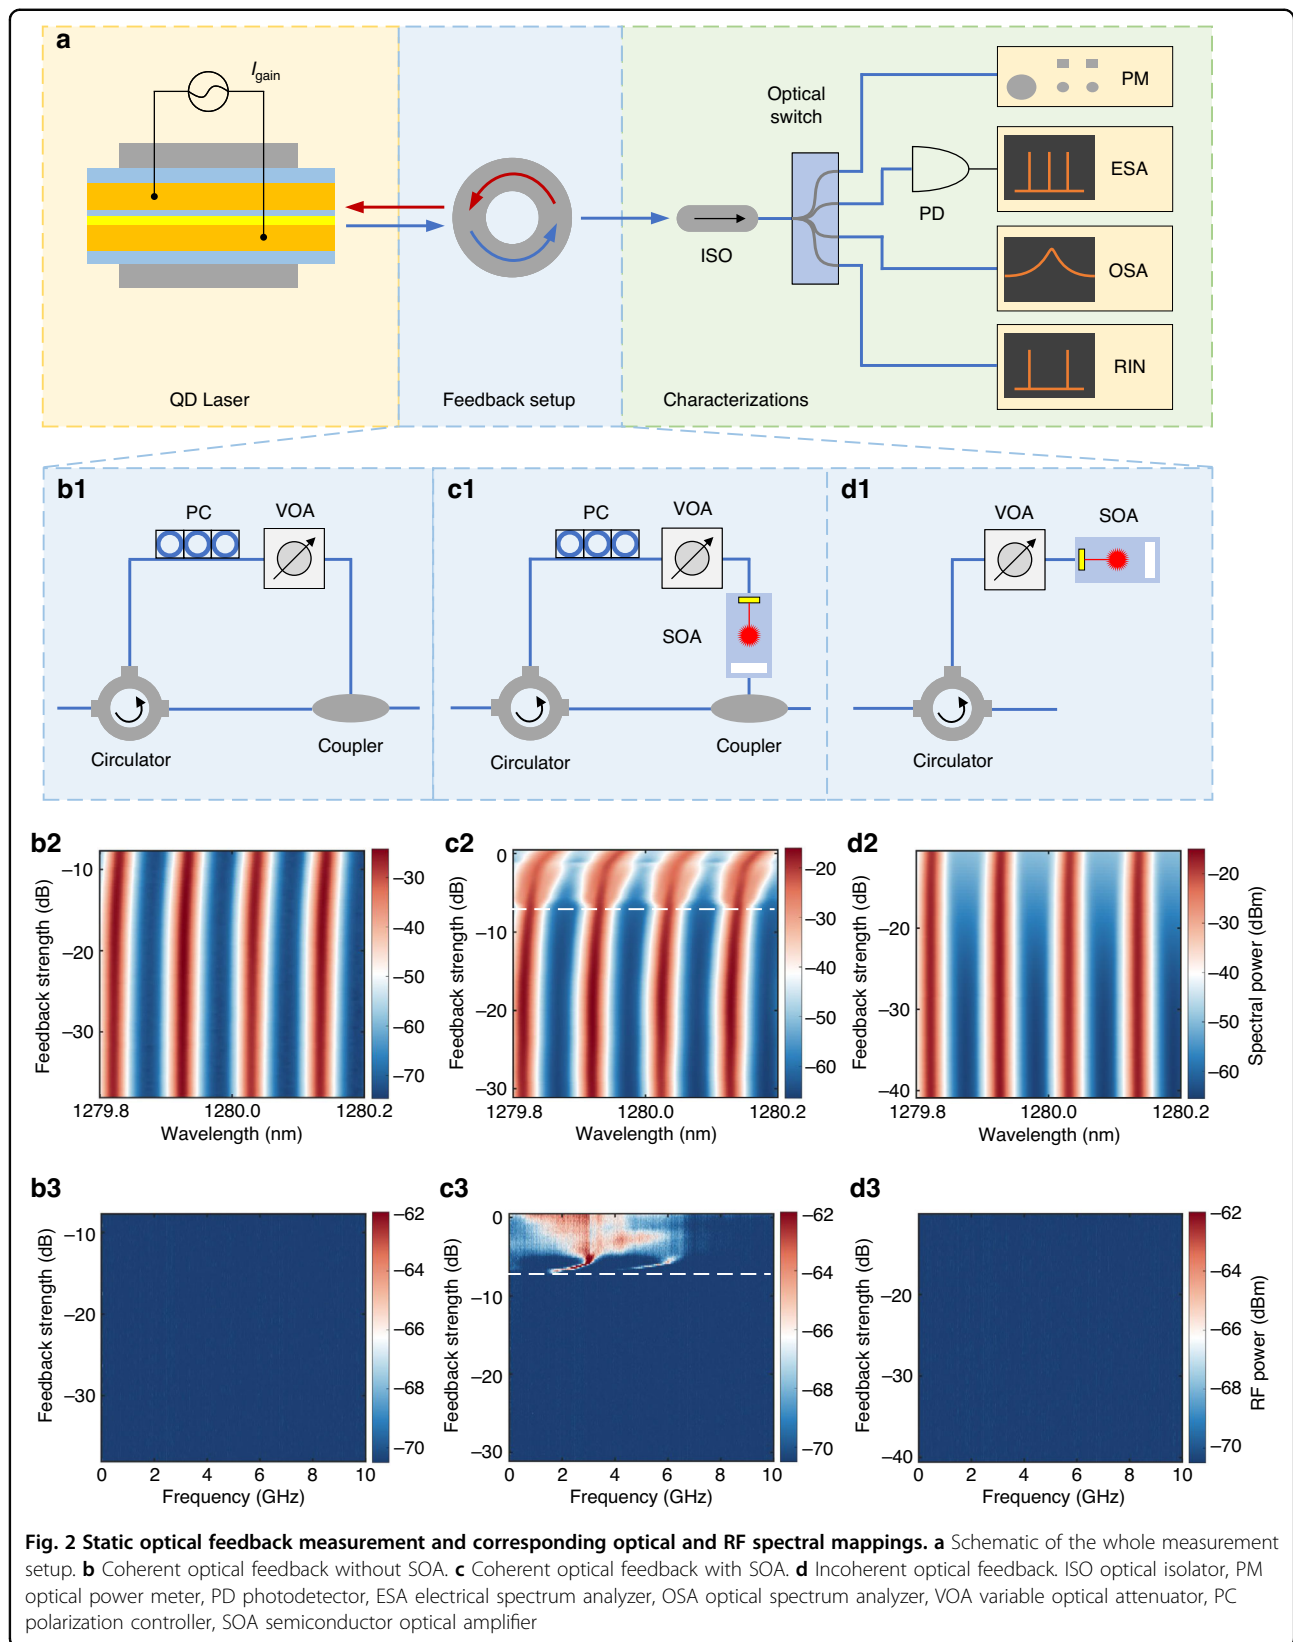 a
I gain
QD Laser
Feedback setup
Optical
switch
ISO
PD
PM
ESA
OSA
RIN
Characterizations
b1
PC
VOA
Circulator
Coupler
c1
PC
VOA
SOA
Circulator
Coupler
d1
VOA
SOA
Circulator
b2
Feedback strength (dB)
–10
–20
–30
1279.8
1280.0
1280.2
Wavelength (nm)
–30
–40
–50
–60
–70
c2
Feedback strength (dB)
0
–10
–20
–30
1279.8
1280.0
1280.2
Wavelength (nm)
–20
–30
–40
–50
–60
d2
Feedback strength (dB)
–20
–30
–40
1279.8
1280.0
1280.2
Wavelength (nm)
–20
–30
–40
–50
–60
Spectral power (dBm)
b3
Feedback strength (dB)
–10
–20
–30
0
2
4
6
8
10
Frequency (GHz)
–62
–64
–66
–68
–70
c3
Feedback strength (dB)
0
–10
–20
–30
0
2
4
6
8
10
Frequency (GHz)
–62
–64
–66
–68
–70
d3
Feedback strength (dB)
–20
–30
–40
0
2
4
6
8
10
Frequency (GHz)
–62
–64
–66
–68
–70
RF power (dBm)
Fig. 2 Static optical feedback measurement and corresponding optical and RF spectral mappings. a Schematic of the whole measurement
setup. b Coherent optical feedback without SOA. c Coherent optical feedback with SOA. d Incoherent optical feedback. ISO optical isolator, PM
optical power meter, PD photodetector, ESA electrical spectrum analyzer, OSA optical spectrum analyzer, VOA variable optical attenuator, PC
polarization controller, SOA semiconductor optical amplifier